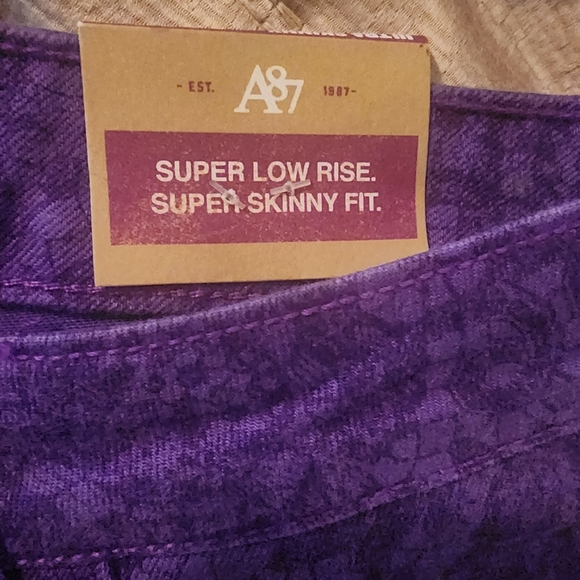 - EST. A87 1987-
SUPER LOW RISE.
SUPER SKINNY FIT.